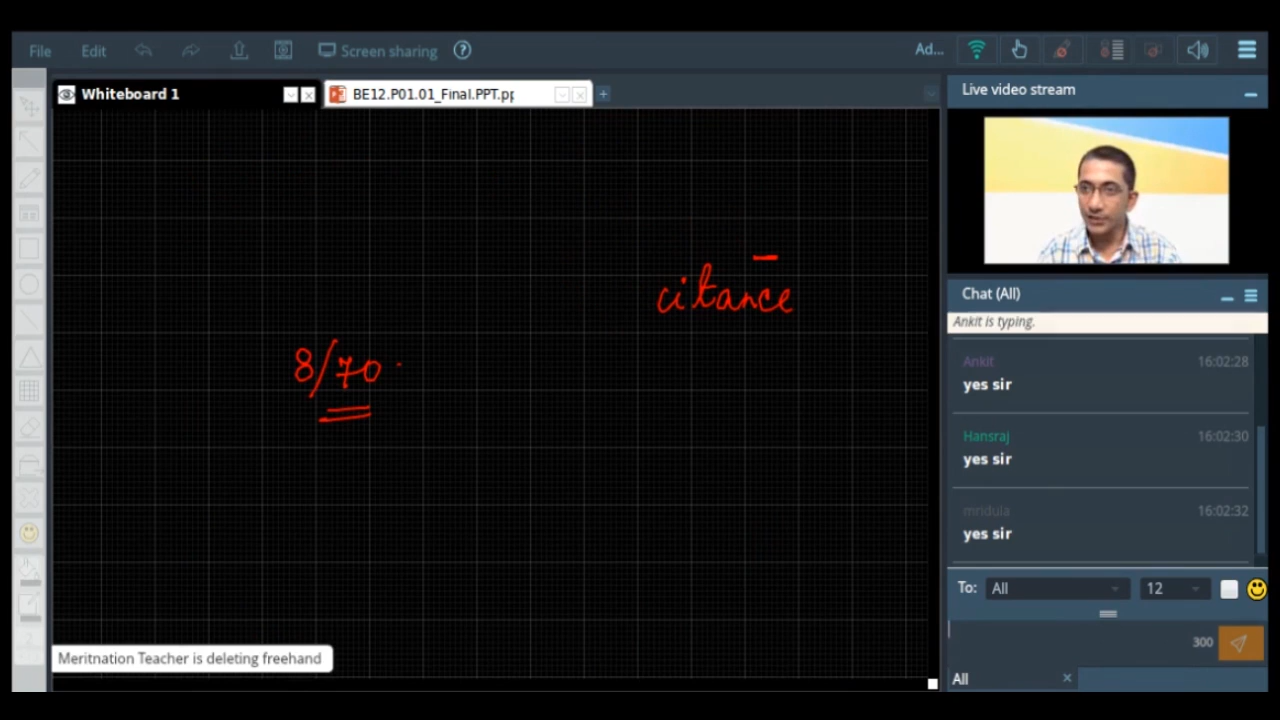 File Edit Screen sharing ? Ad...
Whiteboard 1 BE12.P01.01_Final.PPT.pp
Live video stream
citance
8/70
Chat (All)
Ankit is typing.
Ankit 16:02:28
yes sir
Hansraj 16:02:30
yes sir
mridula 16:02:32
yes sir
To: All 12
300
All
Meritnation Teacher is deleting freehand